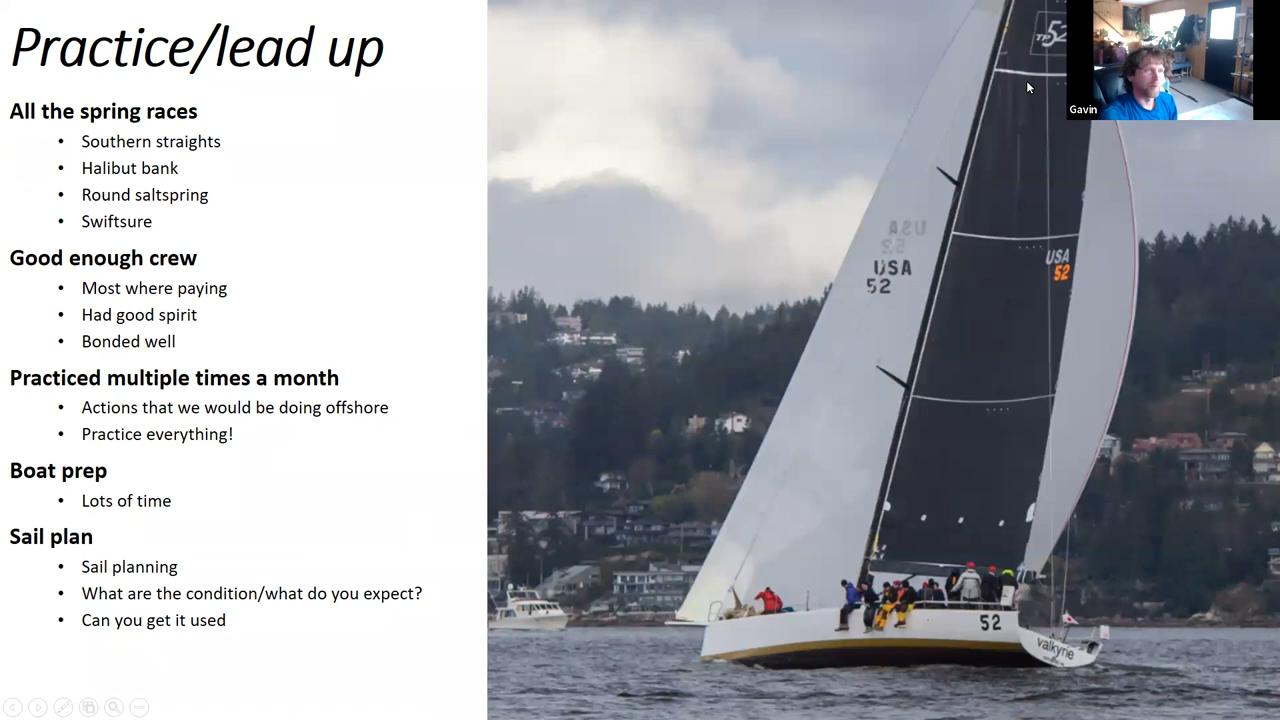 Practice/lead up
All the spring races
• Southern straights
• Halibut bank
• Round saltspring
• Swiftsure
Good enough crew
• Most where paying
• Had good spirit
• Bonded well
Practiced multiple times a month
• Actions that we would be doing offshore
• Practice everything!
Boat prep
• Lots of time
Sail plan
• Sail planning
• What are the condition/what do you expect?
• Can you get it used
TP52
Gavin
USA
52
USA
52
USA
52
52
valkyrie